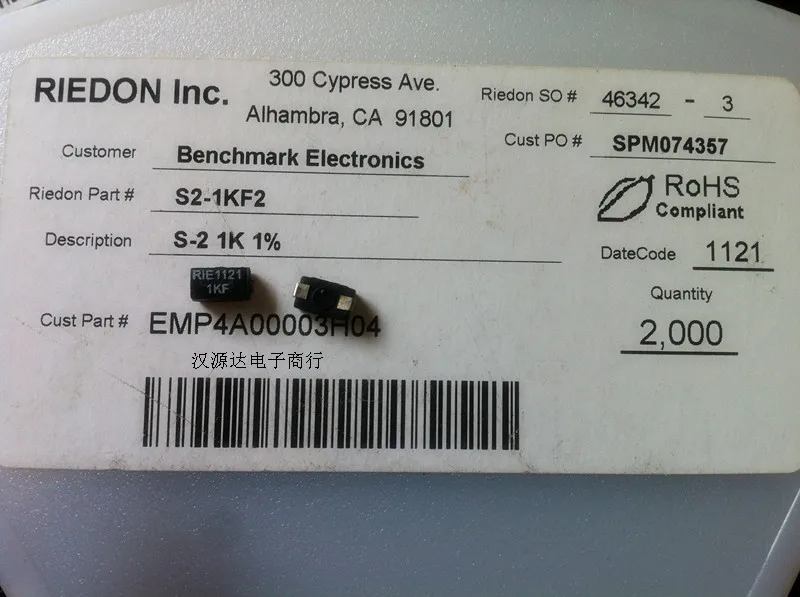 RIEDON Inc.
300 Cypress Ave.
Alhambra, CA 91801
Riedon SO # 46342 - 3
Cust PO # SPM074357
Customer Benchmark Electronics
Riedon Part # S2-1KF2
RoHS
Compliant
Description S-2 1K 1%
DateCode 1121
RIE1121
1KF
Quantity
2,000
Cust Part # EMP4A00003H04
汉源达电子商行